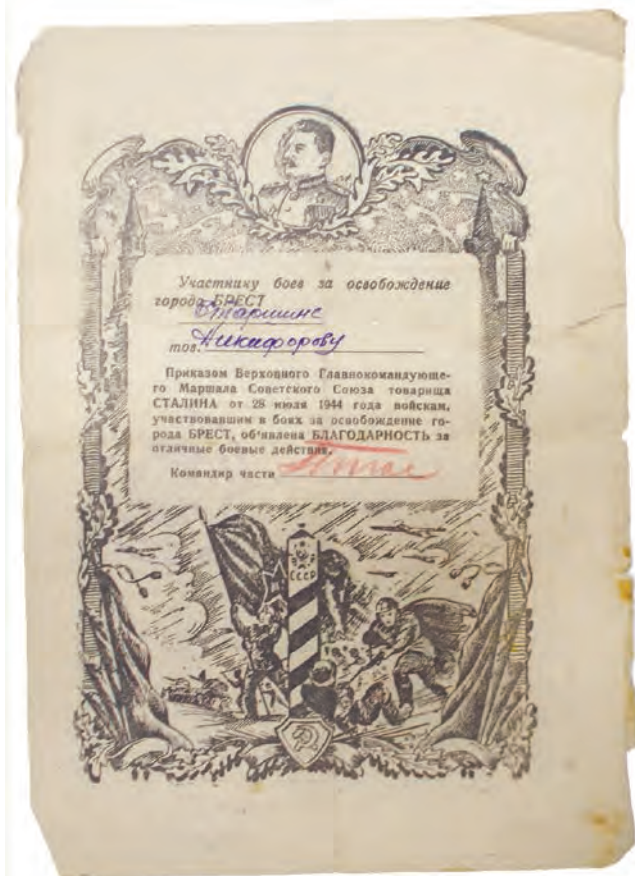 Участнику боев за освобождение
города БРЕСТ
Старшине
тов. Никифорову
Приказом Верховного Главнокомандующе-
го Маршала Советского Союза товарища
СТАЛИНА от 28 июля 1944 года войскам,
участвовавшим в боях за освобождение го-
рода БРЕСТ, об'явлена БЛАГОДАРНОСТЬ за
отличные боевые действия.
Командир части
СССР